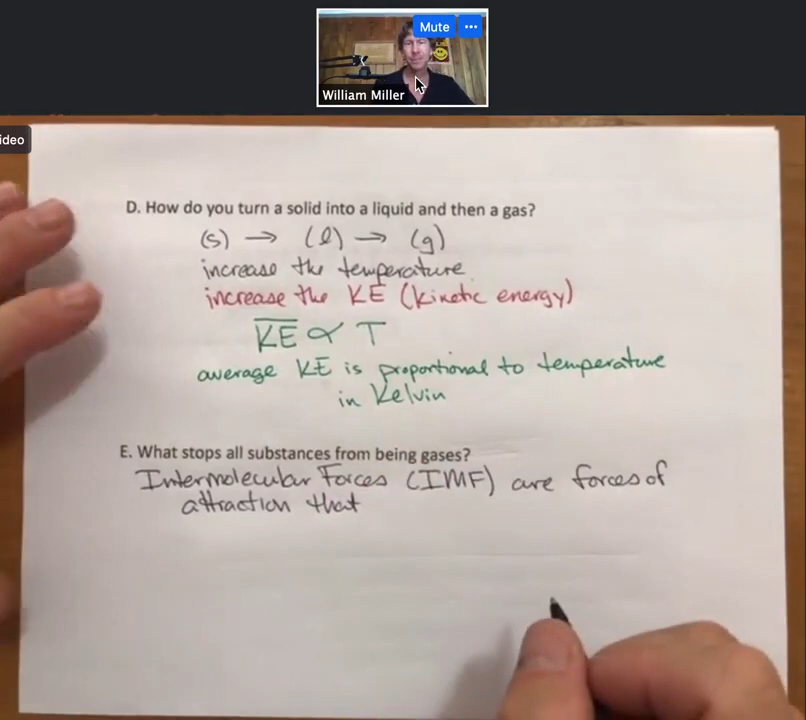 Mute
William Miller
ideo
D. How do you turn a solid into a liquid and then a gas?
(s) → (l) → (g)
increase the temperature
increase the KE (kinetic energy)
K̅E̅ ∝ T
average KE is proportional to temperature
in Kelvin
E. What stops all substances from being gases?
Intermolecular Forces (IMF) are forces of
attraction that